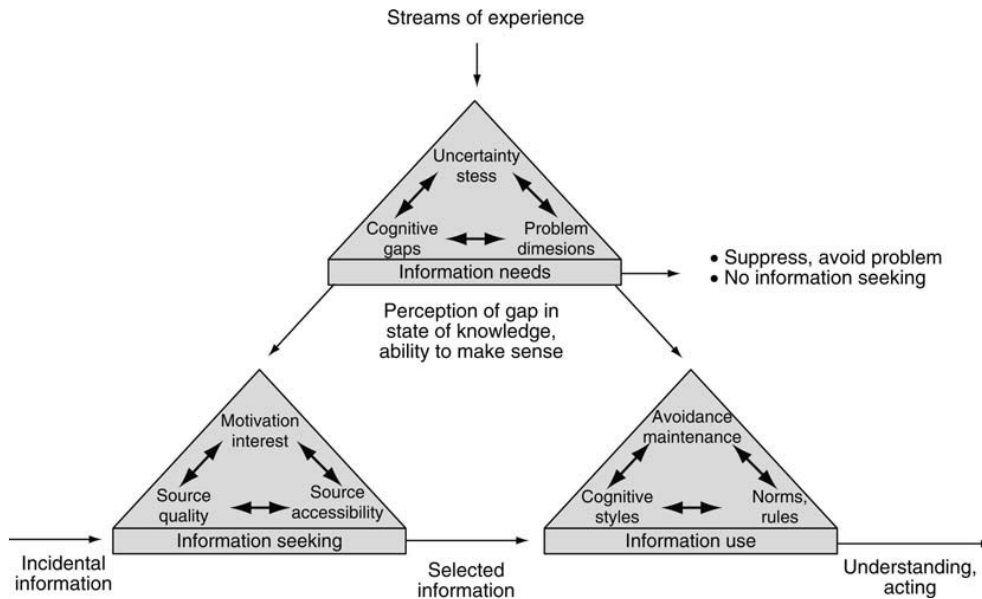 Streams of experience
Uncertainty
stess
Cognitive
gaps
Problem
dimesions
Information needs
• Suppress, avoid problem
• No information seeking
Perception of gap in
state of knowledge,
ability to make sense
Motivation
interest
Source
quality
Source
accessibility
Information seeking
Avoidance
maintenance
Cognitive
styles
Norms,
rules
Information use
Incidental
information
Selected
information
Understanding,
acting